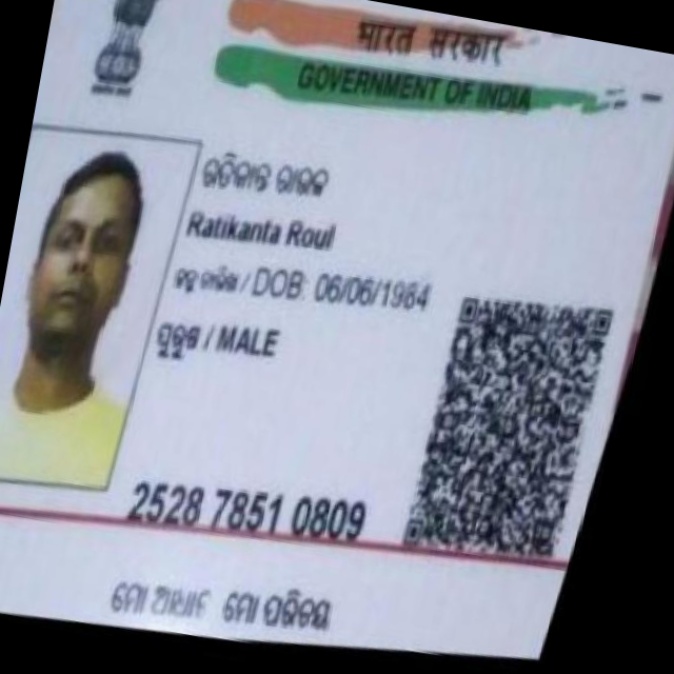 भारत सरकार
GOVERNMENT OF INDIA
ରତିକାନ୍ତ ରାଉଳ
Ratikanta Roul
ଜନ୍ମ ତାରିଖ / DOB: 06/06/1984
ପୁରୁଷ / MALE
2528 7851 0809
ମୋ ଆଧାର ମୋ ପରିଚୟ